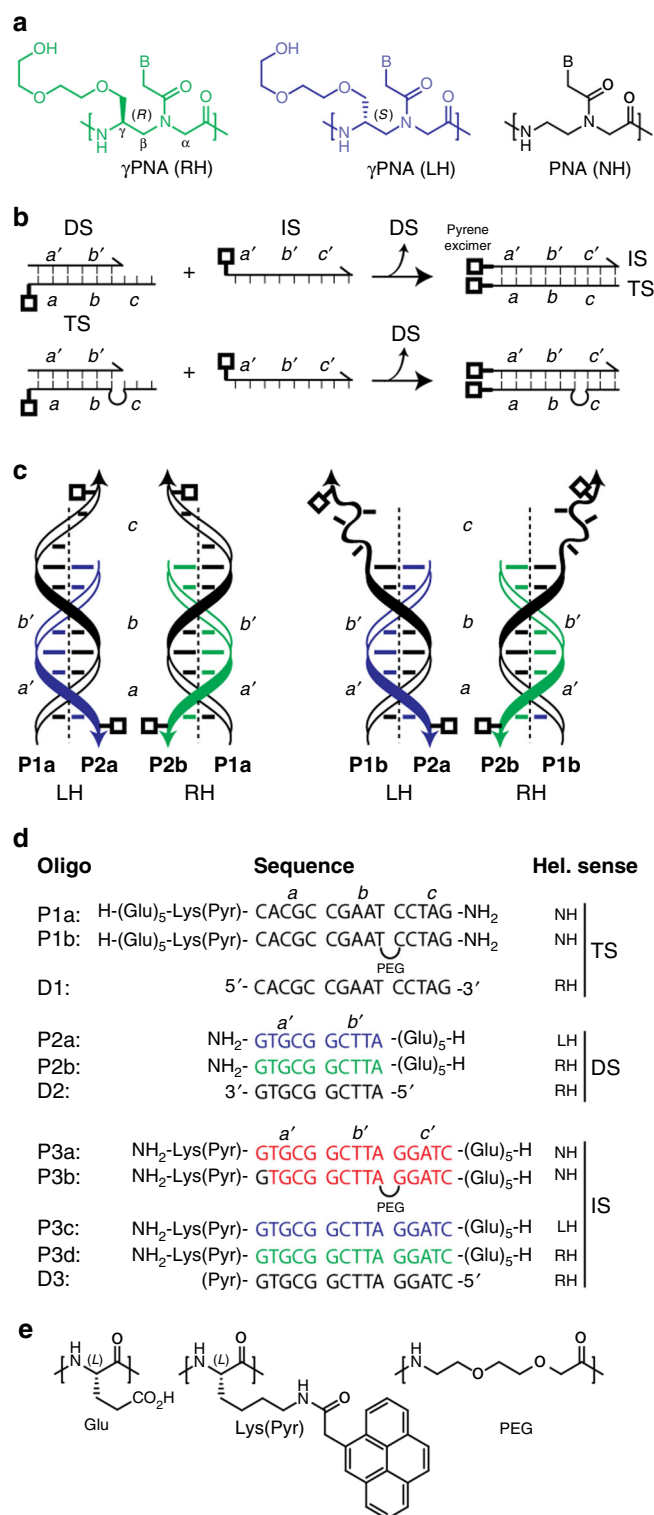 a
OH
O
O
B
O
O
N
H
N
(R)
γ
β
α
γPNA (RH)
OH
O
O
B
O
O
N
H
N
(S)
γPNA (LH)
B
O
O
N
H
N
PNA (NH)
b
DS IS DS Pyrene excimer
a′ b′ + a′ b′ c′ a′ b′ c′ IS
a b c a b c TS
TS DS
a′ b′ + a′ b′ c′ a′ b′ c′
a b c a b c
c
c c
b′ b b′ b′ b b′
a′ a a′ a′ a a′
P1a P2a P2b P1a P1b P2a P2b P1b
LH RH LH RH
d
Oligo Sequence Hel. sense
a b c
P1a: H-(Glu)5-Lys(Pyr)- CACGC CGAAT CCTAG -NH2 NH
P1b: H-(Glu)5-Lys(Pyr)- CACGC CGAAT CCTAG -NH2 NH TS
PEG
D1: 5′- CACGC CGAAT CCTAG -3′ RH
a′ b′
P2a: NH2- GTGCG GCTTA -(Glu)5-H LH
P2b: NH2- GTGCG GCTTA -(Glu)5-H RH DS
D2: 3′- GTGCG GCTTA -5′ RH
a′ b′ c′
P3a: NH2-Lys(Pyr)- GTGCG GCTTA GGATC -(Glu)5-H NH
P3b: NH2-Lys(Pyr)- GTGCG GCTTA GGATC -(Glu)5-H NH
PEG IS
P3c: NH2-Lys(Pyr)- GTGCG GCTTA GGATC -(Glu)5-H LH
P3d: NH2-Lys(Pyr)- GTGCG GCTTA GGATC -(Glu)5-H RH
D3: (Pyr)- GTGCG GCTTA GGATC -5′ RH
e
H
N
(L)
O
CO2H
Glu
H
N
(L)
O
H
N
O
Lys(Pyr)
H
N
O
O
O
PEG